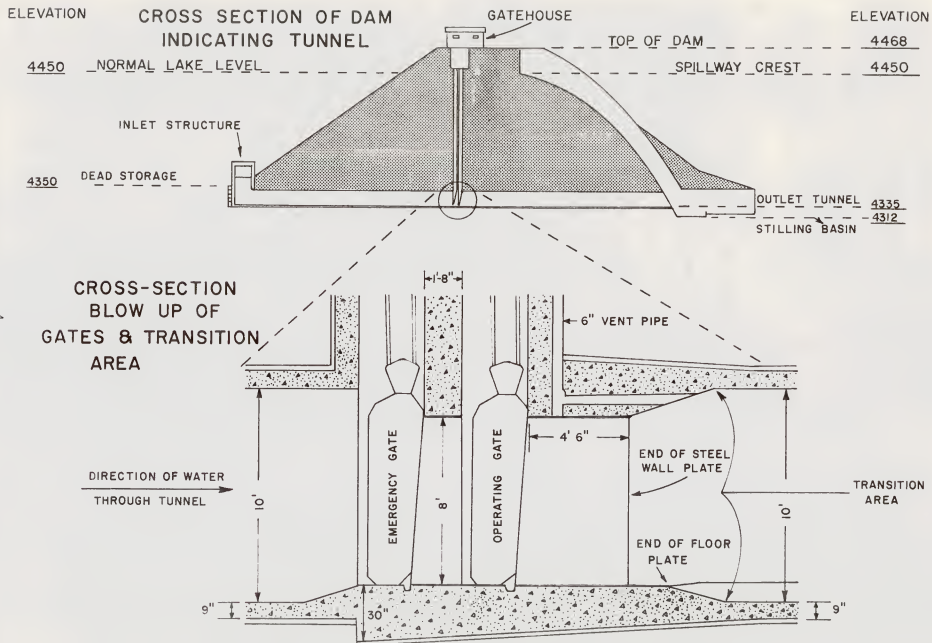 ELEVATION
CROSS SECTION OF DAM
INDICATING TUNNEL
GATEHOUSE
ELEVATION
TOP OF DAM
4468
4450
NORMAL LAKE LEVEL
SPILLWAY CREST
4450
INLET STRUCTURE
4350
DEAD STORAGE
OUTLET TUNNEL
4335
4312
STILLING BASIN
CROSS-SECTION
BLOW UP OF
GATES & TRANSITION
AREA
1'-8"
6" VENT PIPE
4' 6"
EMERGENCY GATE
8'
OPERATING GATE
END OF STEEL
WALL PLATE
DIRECTION OF WATER
THROUGH TUNNEL
10'
10'
TRANSITION
AREA
END OF FLOOR
PLATE
9"
30"
9"